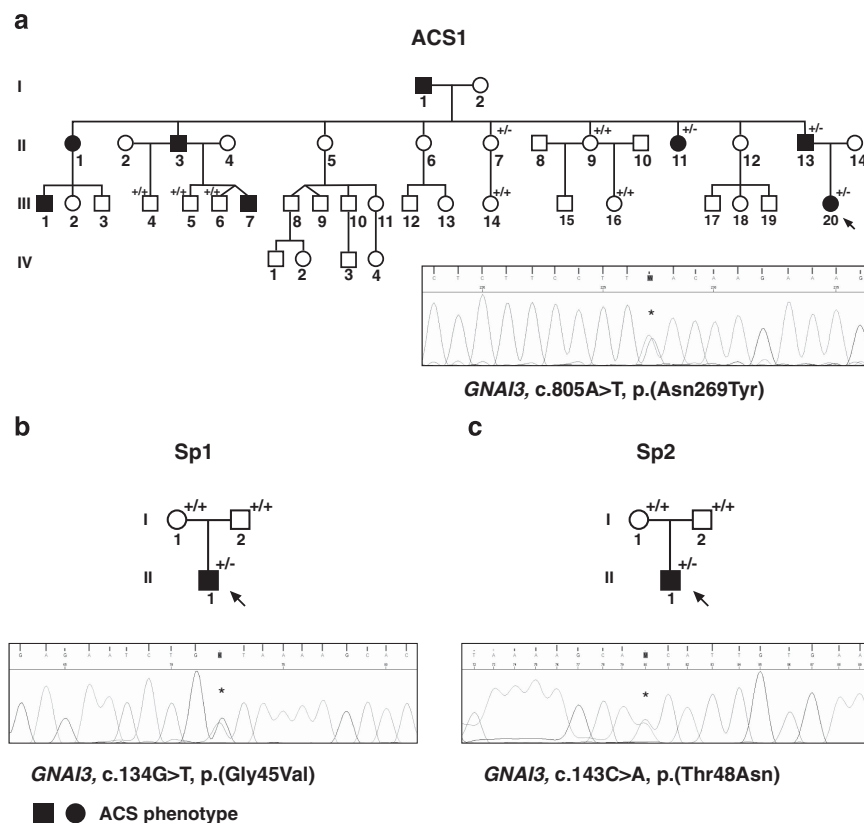 a
ACS1
I
1 2
+/- +/+ +/- +/-
II
1 2 3 4 5 6 7 8 9 10 11 12 13 14
+/+ +/+ +/+ +/+ +/+ +/-
III
1 2 3 4 5 6 7 8 9 10 11 12 13 14 15 16 17 18 19 20
IV
1 2 3 4
C T C T T C C T T A C A A G A A A G
*
GNAI3, c.805A>T, p.(Asn269Tyr)
b
Sp1
+/+ +/+
I
1 2
+/-
II
1
G A G A A T C T G T A A A A G C A C
*
GNAI3, c.134G>T, p.(Gly45Val)
c
Sp2
+/+ +/+
I
1 2
+/-
II
1
A A A A G C A C A T T G T G A A
*
GNAI3, c.143C>A, p.(Thr48Asn)
ACS phenotype